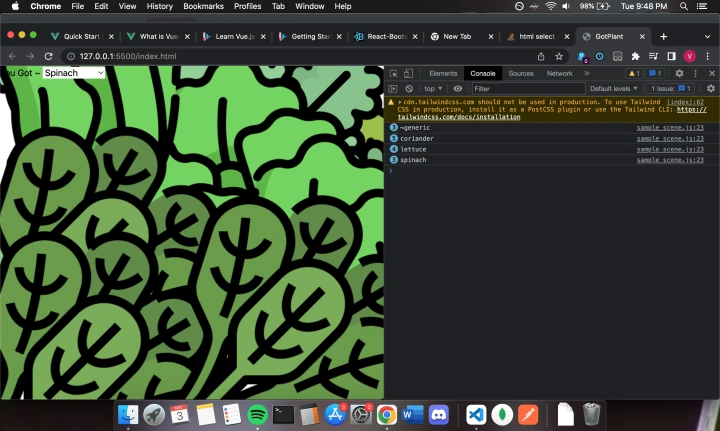 Chrome File Edit View History Bookmarks Profiles Tab Window Help 98% Tue 9:48 PM
Quick Start What is Vue Learn Vue.js Getting Star React-Boots New Tab html select GotPlant
127.0.0.1:5500/index.html
Elements Console Sources Network 1 1
top Filter Default levels 1 Issue: 1
u Got ~ Spinach
cdn.tailwindcss.com should not be used in production. To use Tailwind (index):62
CSS in production, install it as a PostCSS plugin or use the Tailwind CLI: https://
tailwindcss.com/docs/installation
3 ~generic sample_scene.js:23
5 coriander sample_scene.js:23
4 lettuce sample_scene.js:23
3 spinach sample_scene.js:23